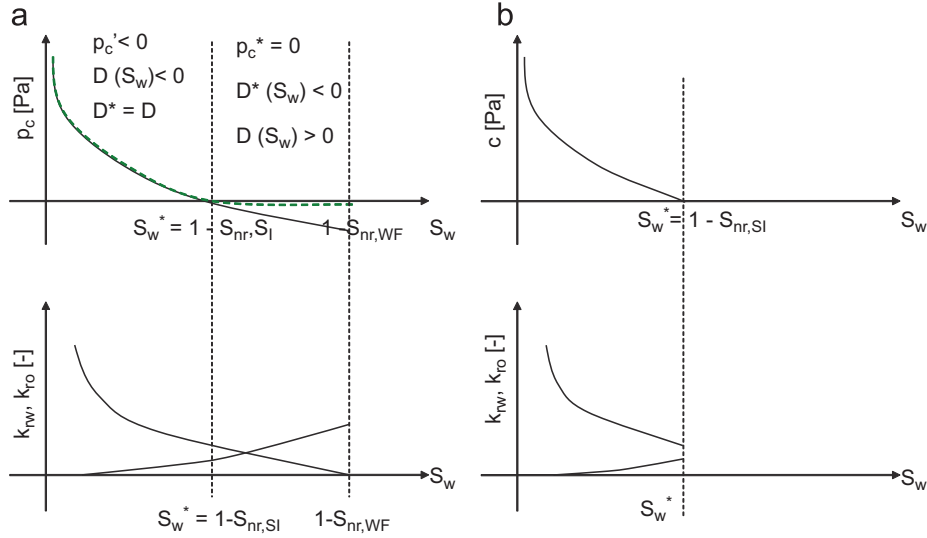 a
p_c [Pa]
p_c' < 0
D (S_w) < 0
D* = D
p_c* = 0
D* (S_w) < 0
D (S_w) > 0
S_w* = 1 - S_nr,S_I
1 - S_nr,WF
S_w
k_rw, k_ro [-]
S_w
S_w* = 1-S_nr,SI
1-S_nr,WF
b
c [Pa]
S_w* = 1 - S_nr,SI
S_w
k_rw, k_ro [-]
S_w
S_w*